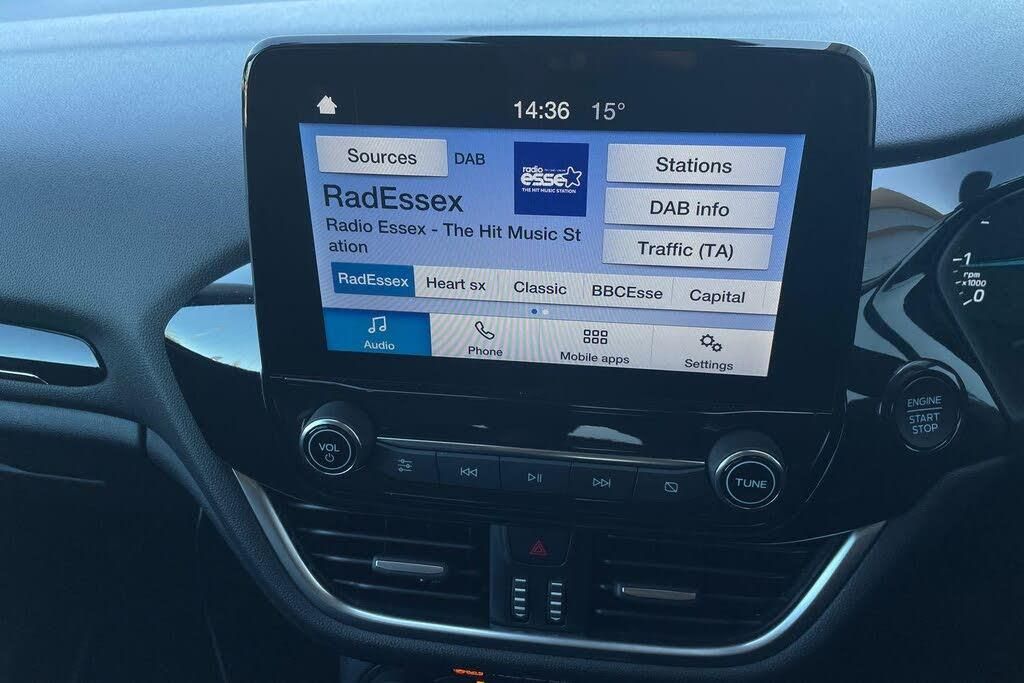 14:36 15°
Sources DAB
radio
esse
THE HIT MUSIC STATION
Stations
RadEssex
DAB info
Radio Essex - The Hit Music St
ation
Traffic (TA)
RadEssex Heart sx Classic BBCEsse Capital
Audio Phone Mobile apps Settings
VOL
TUNE
ENGINE
START
STOP
1
rpm
x1000
0